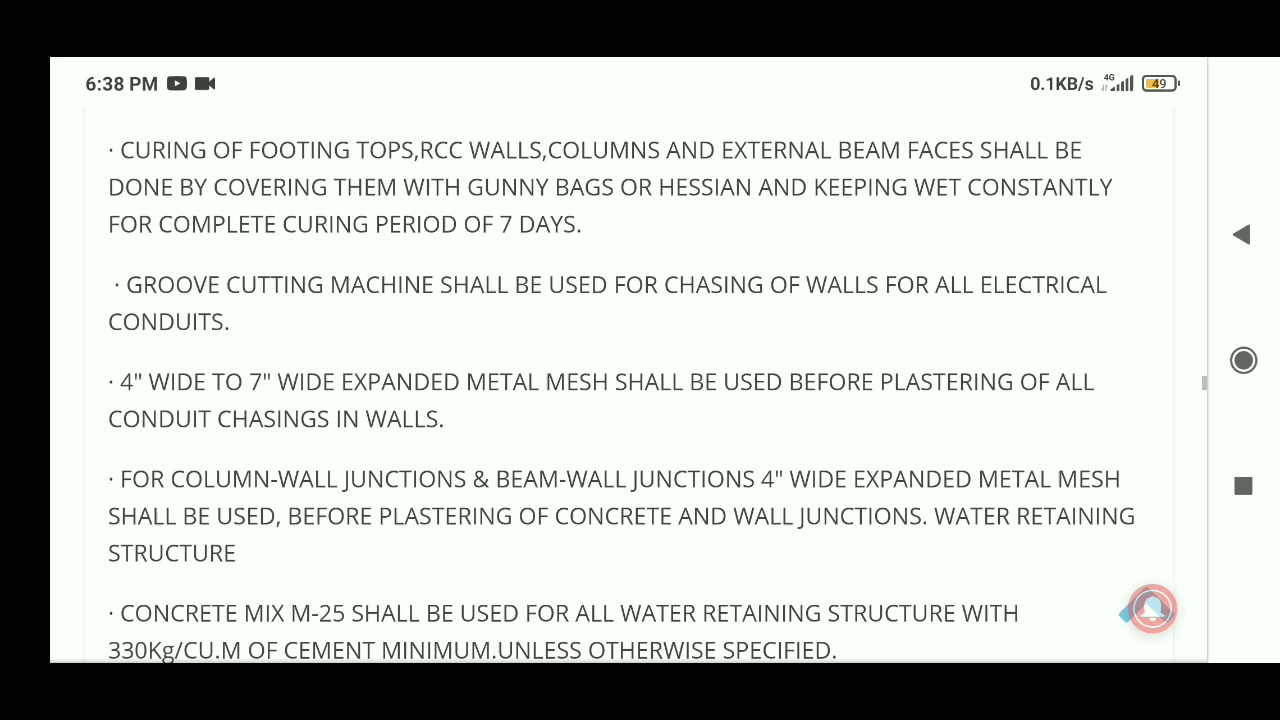 6:38 PM
0.1KB/s 4G 49
· CURING OF FOOTING TOPS,RCC WALLS,COLUMNS AND EXTERNAL BEAM FACES SHALL BE
DONE BY COVERING THEM WITH GUNNY BAGS OR HESSIAN AND KEEPING WET CONSTANTLY
FOR COMPLETE CURING PERIOD OF 7 DAYS.
· GROOVE CUTTING MACHINE SHALL BE USED FOR CHASING OF WALLS FOR ALL ELECTRICAL
CONDUITS.
· 4" WIDE TO 7" WIDE EXPANDED METAL MESH SHALL BE USED BEFORE PLASTERING OF ALL
CONDUIT CHASINGS IN WALLS.
· FOR COLUMN-WALL JUNCTIONS & BEAM-WALL JUNCTIONS 4" WIDE EXPANDED METAL MESH
SHALL BE USED, BEFORE PLASTERING OF CONCRETE AND WALL JUNCTIONS. WATER RETAINING
STRUCTURE
· CONCRETE MIX M-25 SHALL BE USED FOR ALL WATER RETAINING STRUCTURE WITH
330Kg/CU.M OF CEMENT MINIMUM.UNLESS OTHERWISE SPECIFIED.